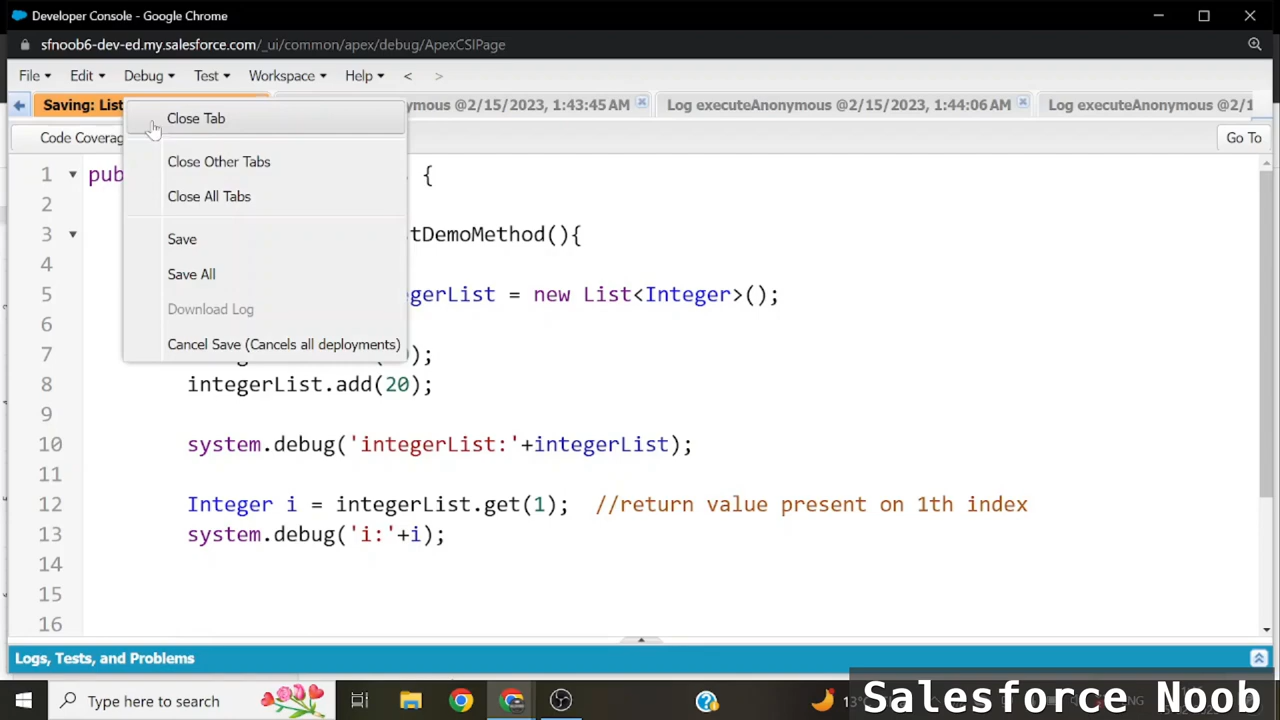 Developer Console - Google Chrome
sfnoob6-dev-ed.my.salesforce.com/_ui/common/apex/debug/ApexCSIPage
File Edit Debug Test Workspace Help < >
Saving: List ymous @2/15/2023, 1:43:45 AM Log executeAnonymous @2/15/2023, 1:44:06 AM Log executeAnonymous @2/1
Code Coverag Go To
Close Tab
Close Other Tabs
Close All Tabs
Save
Save All
Download Log
Cancel Save (Cancels all deployments)
1 pub {
2
3 tDemoMethod(){
4
5 gerList = new List<Integer>();
6
7 );
8 integerList.add(20);
9
10 system.debug('integerList:'+integerList);
11
12 Integer i = integerList.get(1); //return value present on 1th index
13 system.debug('i:'+i);
14
15
16
Logs, Tests, and Problems
Type here to search
13°
ENG
Salesforce Noob